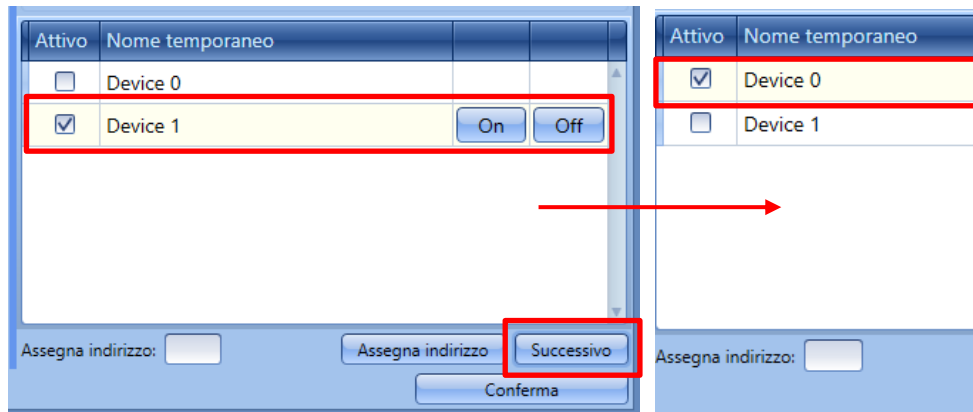 Attivo Nome temporaneo
Device 0
Device 1 On Off
Assegna indirizzo: Assegna indirizzo Successivo
Conferma
Attivo Nome temporaneo
Device 0
Device 1
Assegna indirizzo: